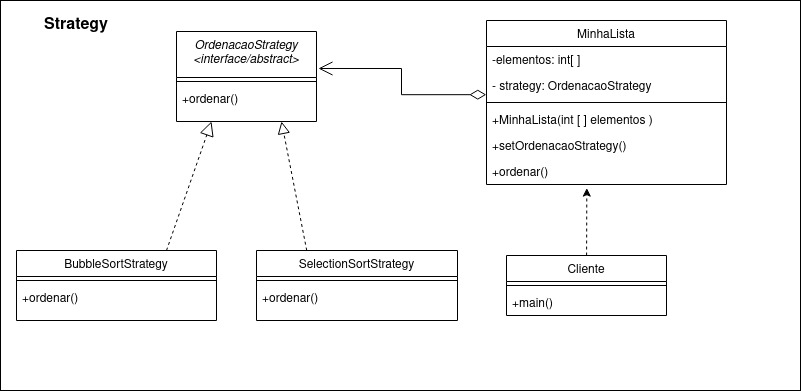 Strategy
OrdenacaoStrategy
<interface/abstract>
+ordenar()
MinhaLista
-elementos: int[ ]
- strategy: OrdenacaoStrategy
+MinhaLista(int [ ] elementos )
+setOrdenacaoStrategy()
+ordenar()
BubbleSortStrategy
+ordenar()
SelectionSortStrategy
+ordenar()
Cliente
+main()